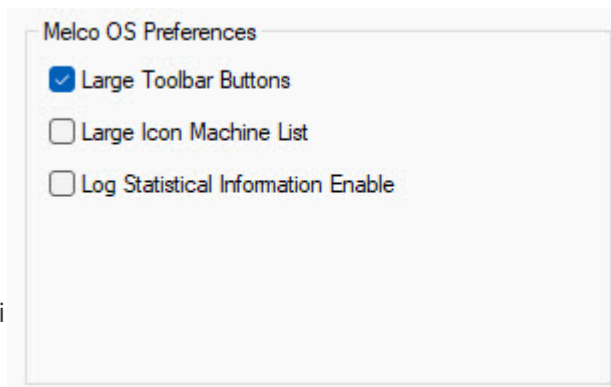 Melco OS Preferences
Large Toolbar Buttons
Large Icon Machine List
Log Statistical Information Enable
i